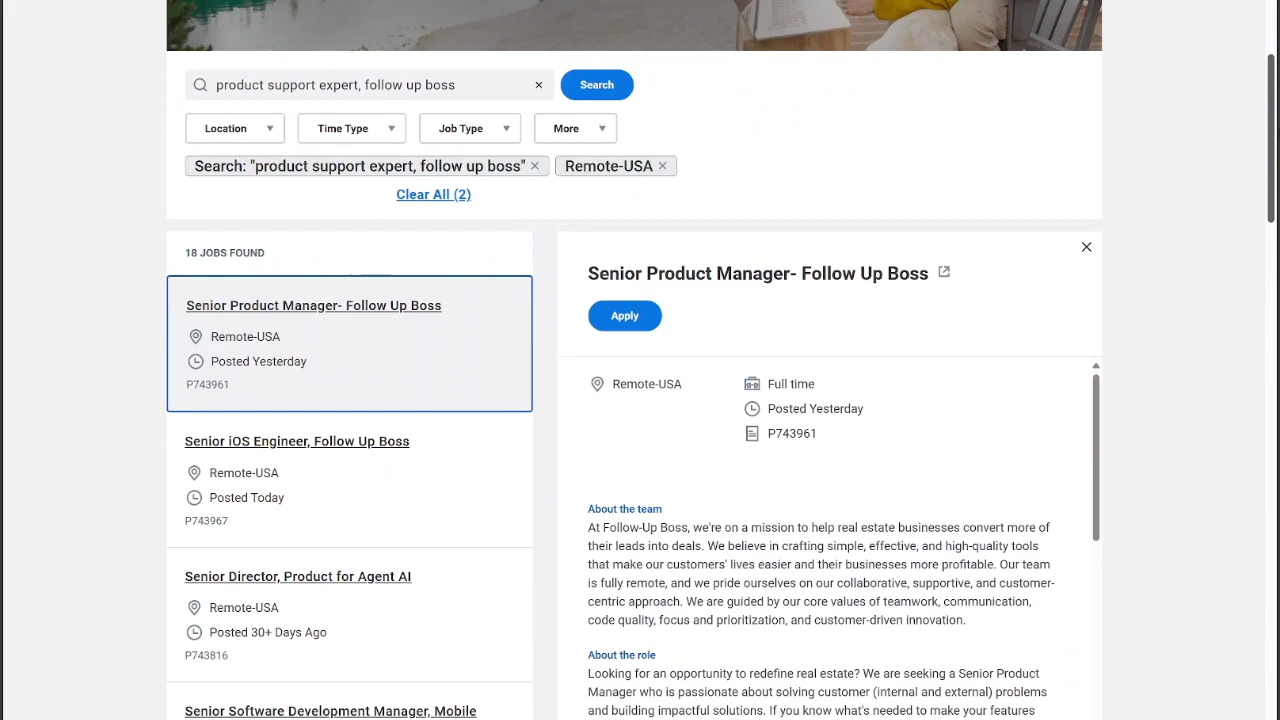 product support expert, follow up boss
Search
Location
Time Type
Job Type
More
Search: "product support expert, follow up boss"
Remote-USA
Clear All (2)
18 JOBS FOUND
Senior Product Manager- Follow Up Boss
Remote-USA
Posted Yesterday
P743961
Senior iOS Engineer, Follow Up Boss
Remote-USA
Posted Today
P743967
Senior Director, Product for Agent AI
Remote-USA
Posted 30+ Days Ago
P743816
Senior Software Development Manager, Mobile
Senior Product Manager- Follow Up Boss
Apply
Remote-USA
Full time
Posted Yesterday
P743961
About the team
At Follow-Up Boss, we're on a mission to help real estate businesses convert more of
their leads into deals. We believe in crafting simple, effective, and high-quality tools
that make our customers' lives easier and their businesses more profitable. Our team
is fully remote, and we pride ourselves on our collaborative, supportive, and customer-
centric approach. We are guided by our core values of teamwork, communication,
code quality, focus and prioritization, and customer-driven innovation.
About the role
Looking for an opportunity to redefine real estate? We are seeking a Senior Product
Manager who is passionate about solving customer (internal and external) problems
and building impactful solutions. If you know what's needed to make your features